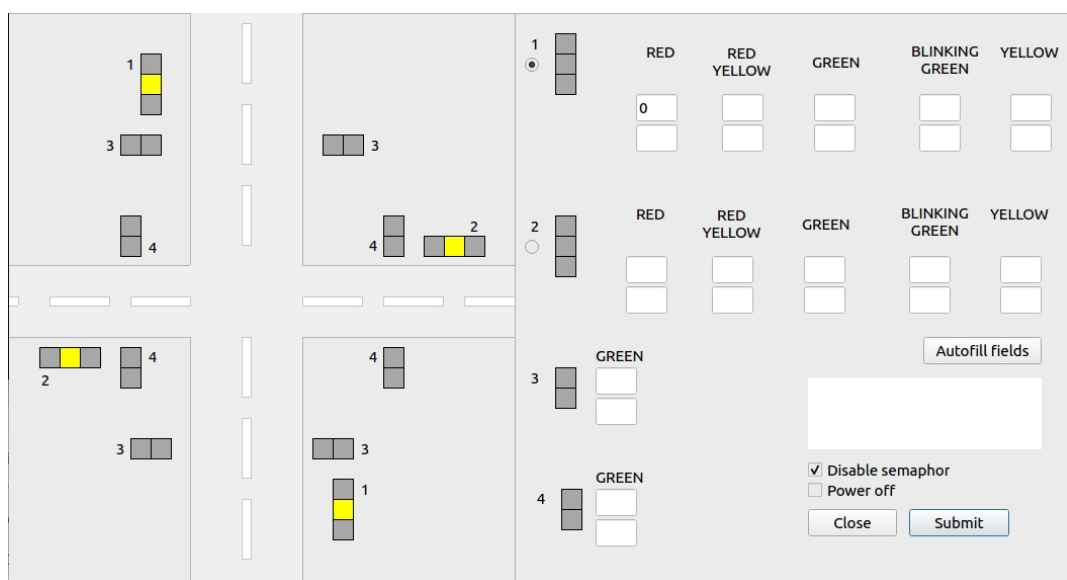 1
3
3
4
4
2
2
4
4
3
3
1
1
RED
RED
YELLOW
GREEN
BLINKING
GREEN
YELLOW
0
2
RED
RED
YELLOW
GREEN
BLINKING
GREEN
YELLOW
Autofill fields
3
GREEN
4
GREEN
Disable semaphor
Power off
Close
Submit